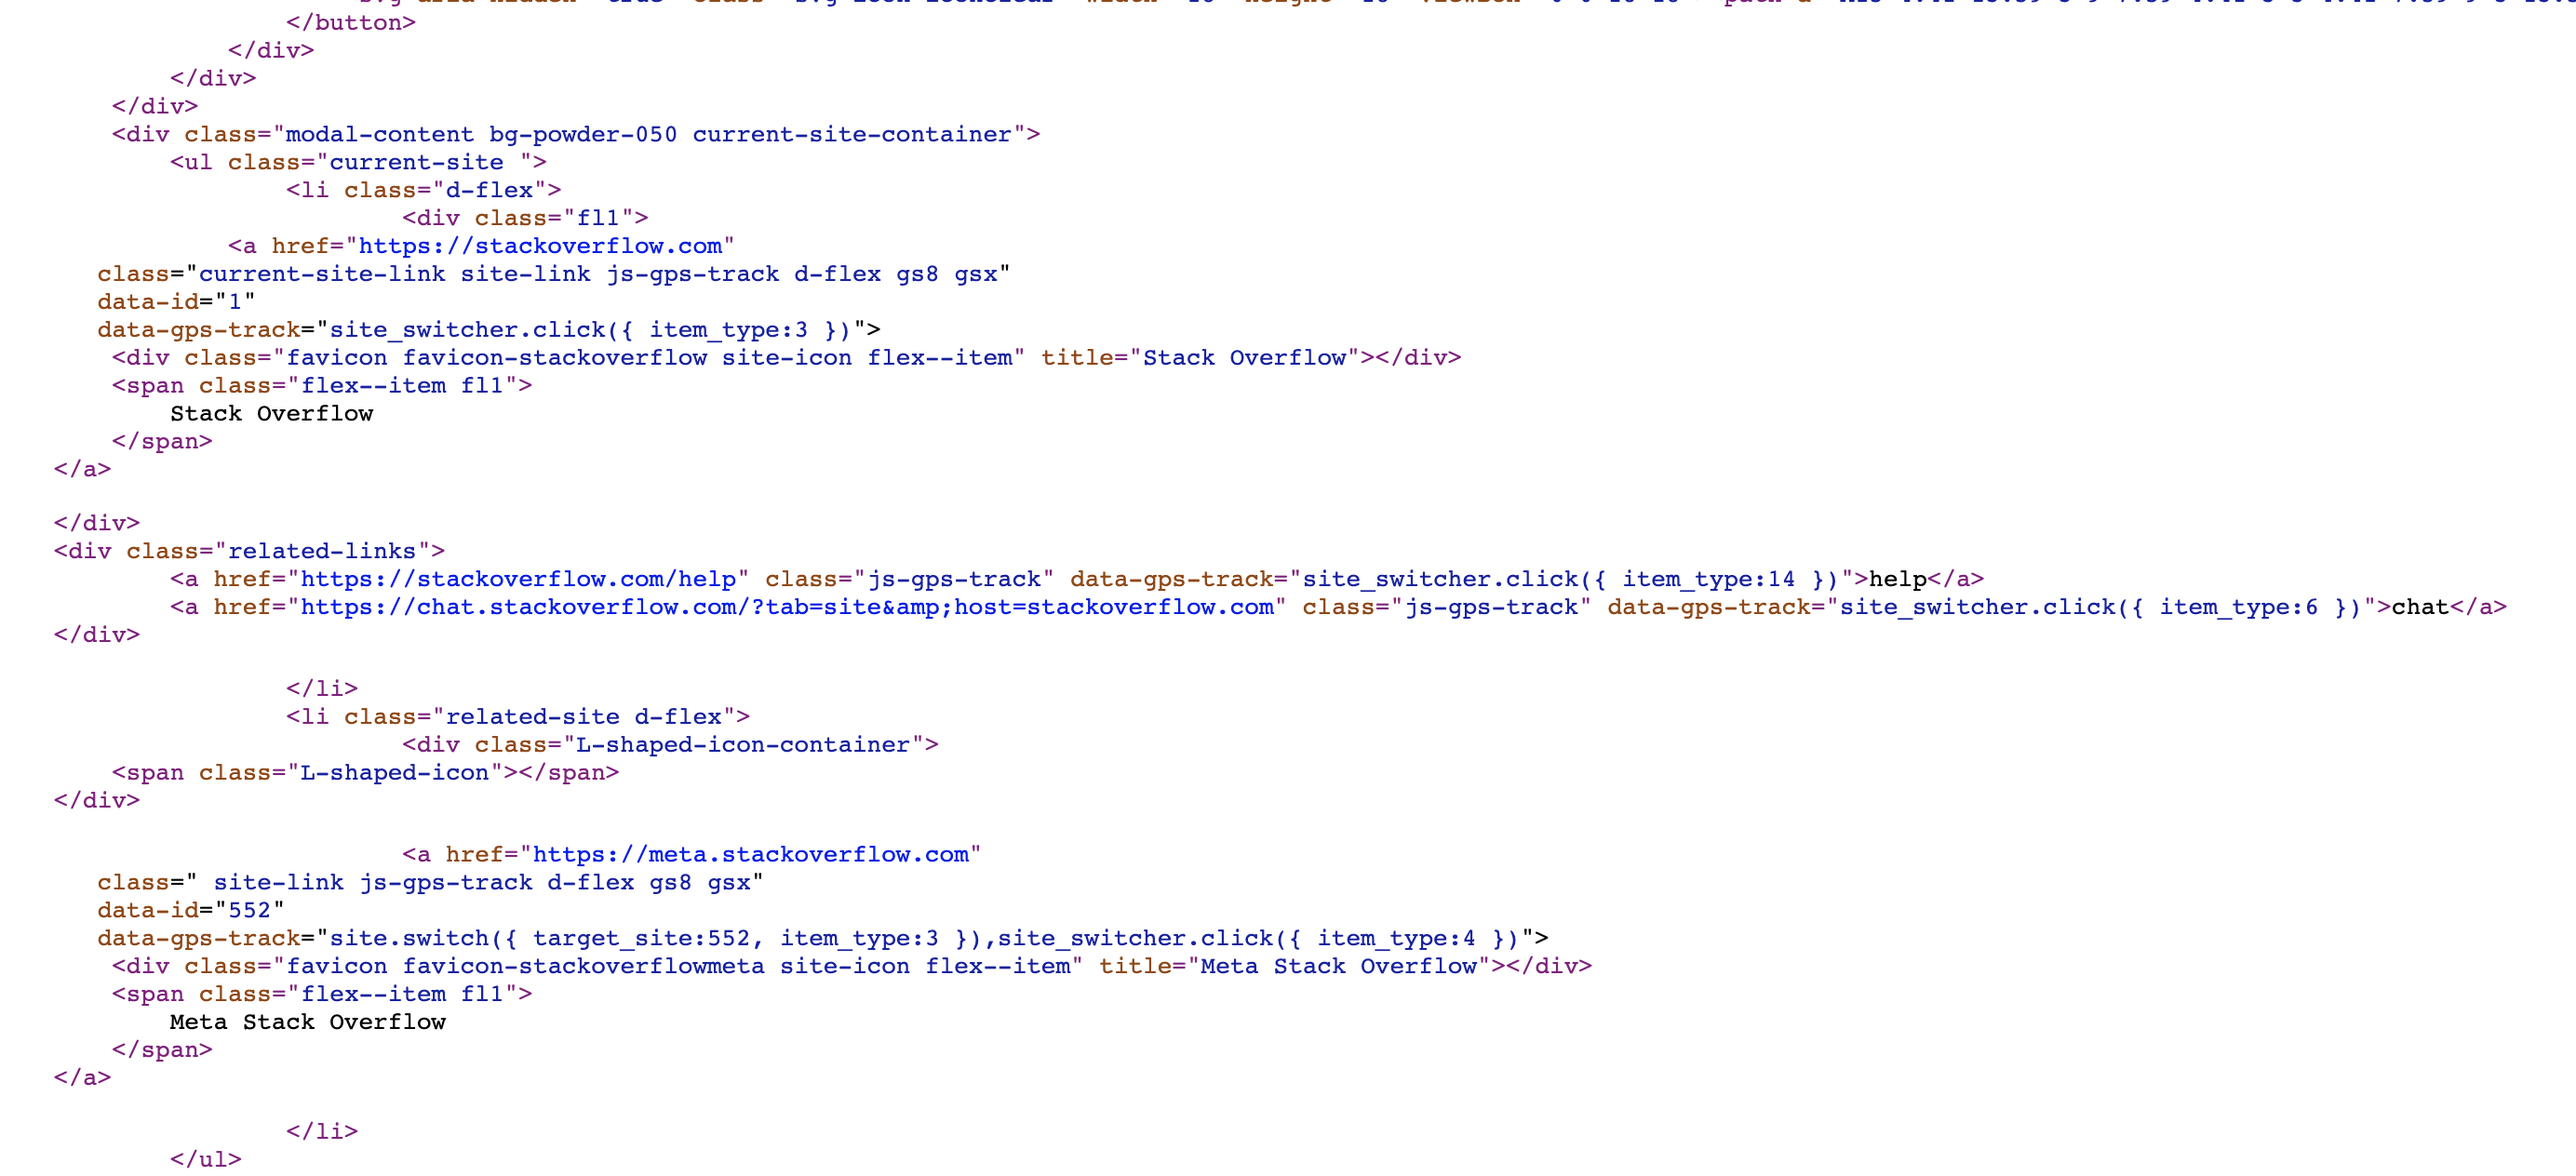 </button>
</div>
</div>
</div>
<div class="modal-content bg-powder-050 current-site-container">
<ul class="current-site ">
<li class="d-flex">
<div class="fl1">
<a href="https://stackoverflow.com"
class="current-site-link site-link js-gps-track d-flex gs8 gsx"
data-id="1"
data-gps-track="site_switcher.click({ item_type:3 })">
<div class="favicon favicon-stackoverflow site-icon flex--item" title="Stack Overflow"></div>
<span class="flex--item fl1">
Stack Overflow
</span>
</a>
</div>
<div class="related-links">
<a href="https://stackoverflow.com/help" class="js-gps-track" data-gps-track="site_switcher.click({ item_type:14 })">help</a>
<a href="https://chat.stackoverflow.com/?tab=site&amp;host=stackoverflow.com" class="js-gps-track" data-gps-track="site_switcher.click({ item_type:6 })">chat</a>
</div>
</li>
<li class="related-site d-flex">
<div class="L-shaped-icon-container">
<span class="L-shaped-icon"></span>
</div>
<a href="https://meta.stackoverflow.com"
class=" site-link js-gps-track d-flex gs8 gsx"
data-id="552"
data-gps-track="site.switch({ target_site:552, item_type:3 }),site_switcher.click({ item_type:4 })">
<div class="favicon favicon-stackoverflowmeta site-icon flex--item" title="Meta Stack Overflow"></div>
<span class="flex--item fl1">
Meta Stack Overflow
</span>
</a>
</li>
</ul>